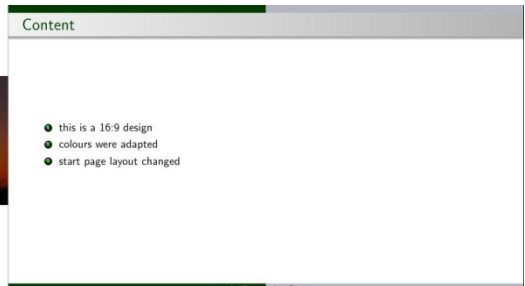 Content
this is a 16:9 design
colours were adapted
start page layout changed